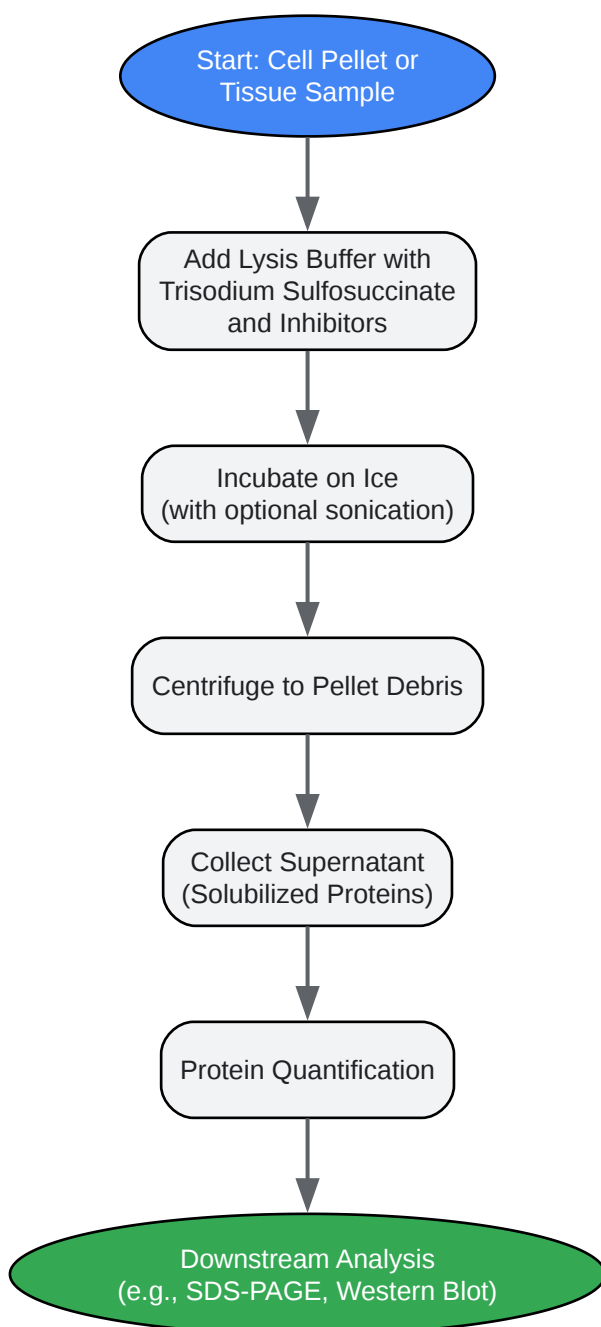 Start: Cell Pellet or
Tissue Sample
Add Lysis Buffer with
Trisodium Sulfosuccinate
and Inhibitors
Incubate on Ice
(with optional sonication)
Centrifuge to Pellet Debris
Collect Supernatant
(Solubilized Proteins)
Protein Quantification
Downstream Analysis
(e.g., SDS-PAGE, Western Blot)